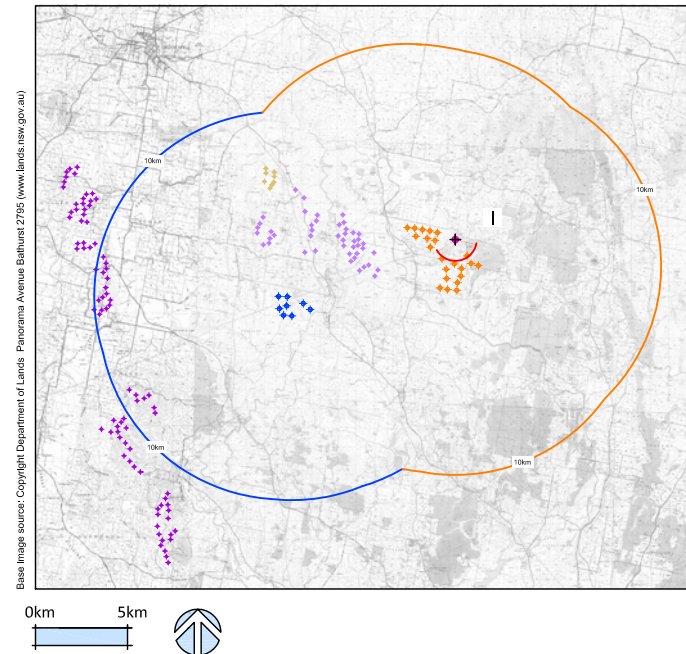 Base Image source: Copyright Department of Lands Panorama Avenue Bathurst 2795 (www.lands.nsw.gov.au)
10km
10km
I
10km
10km
0km 5km